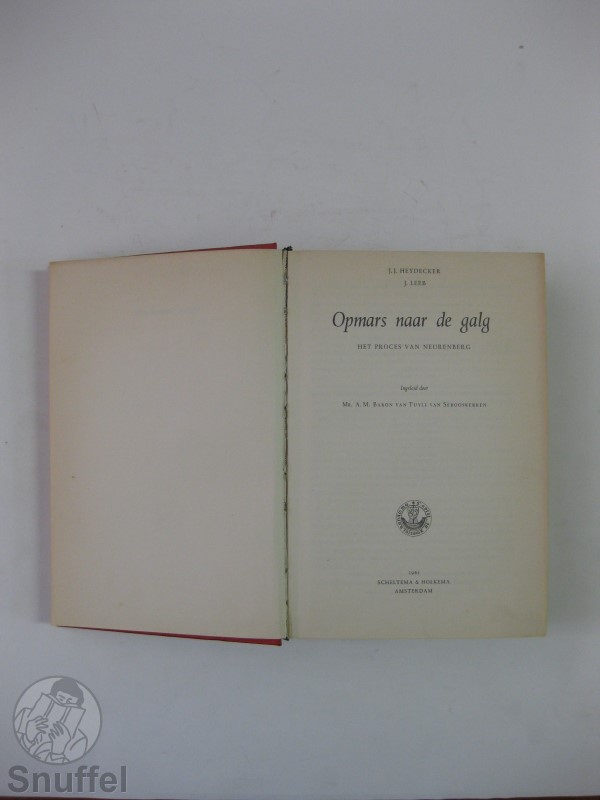 J. J. HEYDECKER
J. LEEB
Opmars naar de galg
HET PROCES VAN NEURENBERG
Ingeleid door
MR. A. M. BARON VAN TUYLL VAN SEROOSKERKEN
SCHELTEMA & HOLKEMA
AMSTERDAM
Snuffel